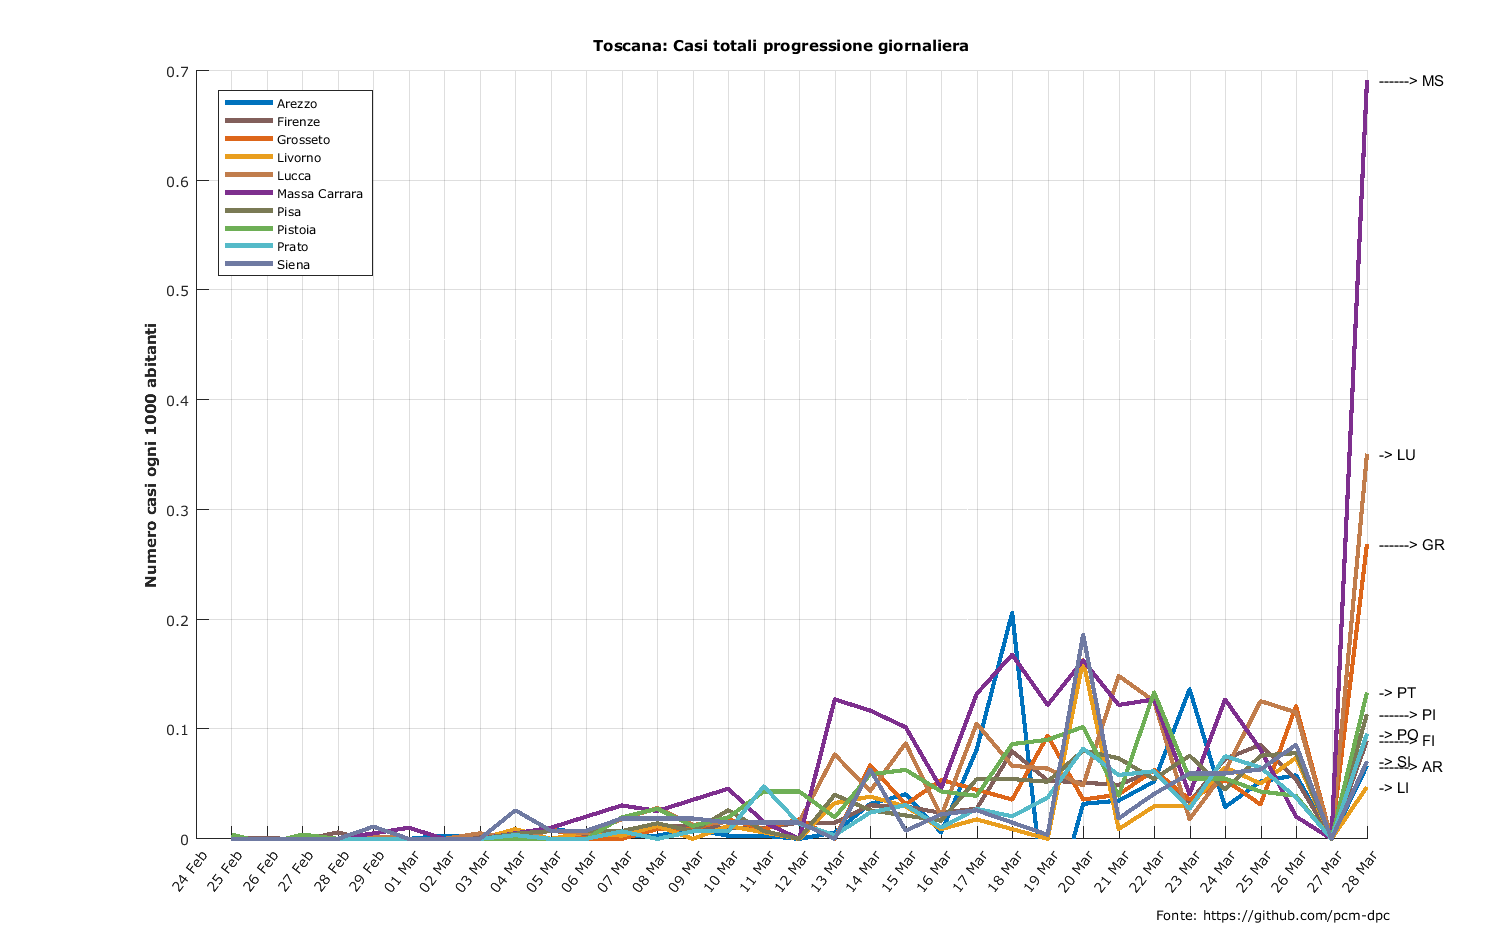 Toscana: Casi totali progressione giornaliera
Numero casi ogni 1000 abitanti
0.7
0.6
0.5
0.4
0.3
0.2
0.1
0
Arezzo
Firenze
Grosseto
Livorno
Lucca
Massa Carrara
Pisa
Pistoia
Prato
Siena
------> MS
-> LU
------> GR
-> PT
------> PI
-> PO
------> FI
-> SI
------> AR
-> LI
24 Feb
25 Feb
26 Feb
27 Feb
28 Feb
29 Feb
01 Mar
02 Mar
03 Mar
04 Mar
05 Mar
06 Mar
07 Mar
08 Mar
09 Mar
10 Mar
11 Mar
12 Mar
13 Mar
14 Mar
15 Mar
16 Mar
17 Mar
18 Mar
19 Mar
20 Mar
21 Mar
22 Mar
23 Mar
24 Mar
25 Mar
26 Mar
27 Mar
28 Mar
Fonte: https://github.com/pcm-dpc